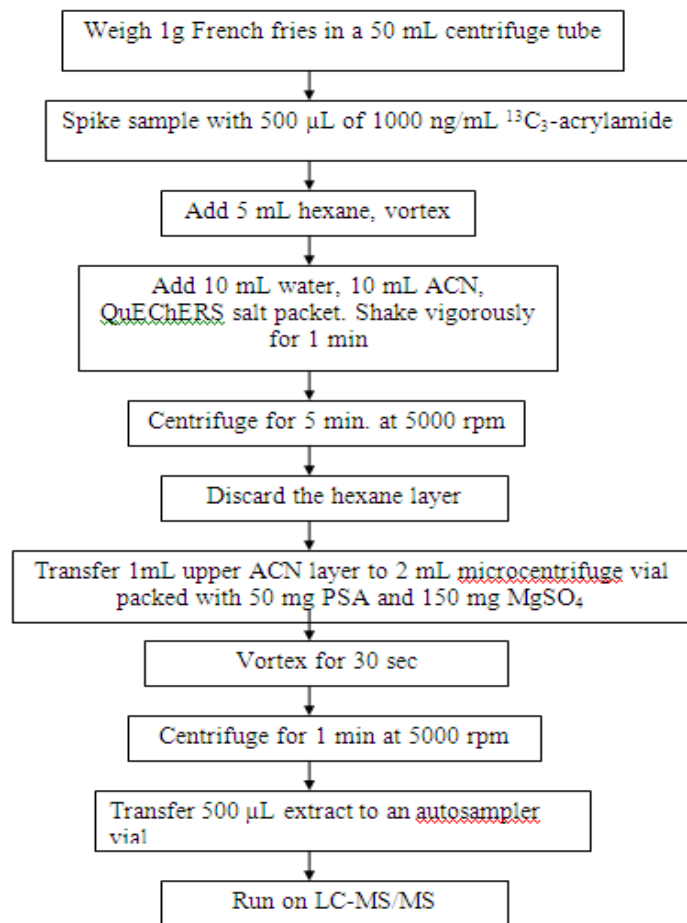 Weigh 1g French fries in a 50 mL centrifuge tube
Spike sample with 500 µL of 1000 ng/mL ¹³C₃-acrylamide
Add 5 mL hexane, vortex
Add 10 mL water, 10 mL ACN,
QuEChERS salt packet. Shake vigorously
for 1 min
Centrifuge for 5 min. at 5000 rpm
Discard the hexane layer
Transfer 1mL upper ACN layer to 2 mL microcentrifuge vial
packed with 50 mg PSA and 150 mg MgSO₄
Vortex for 30 sec
Centrifuge for 1 min at 5000 rpm
Transfer 500 µL extract to an autosampler
vial
Run on LC-MS/MS